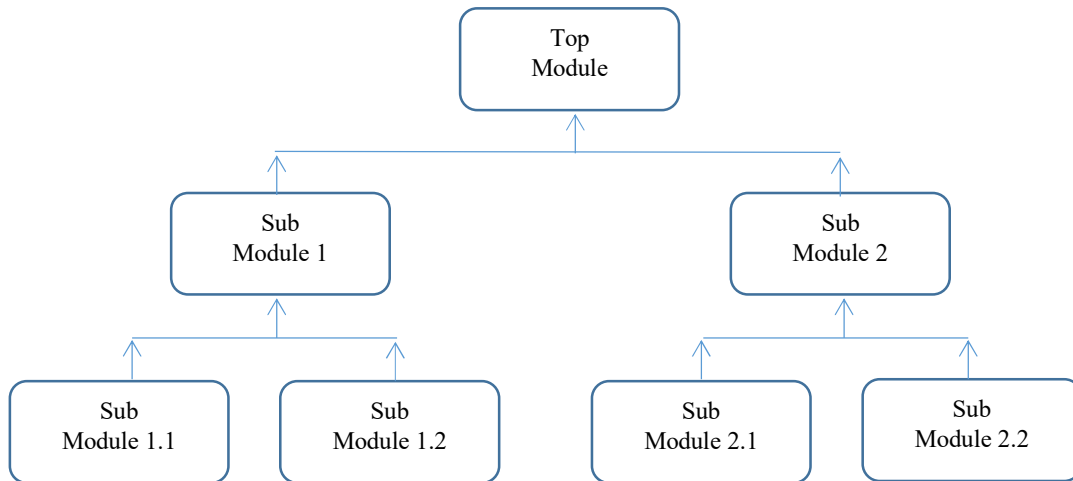 Top
Module
Sub
Module 1
Sub
Module 2
Sub
Module 1.1
Sub
Module 1.2
Sub
Module 2.1
Sub
Module 2.2